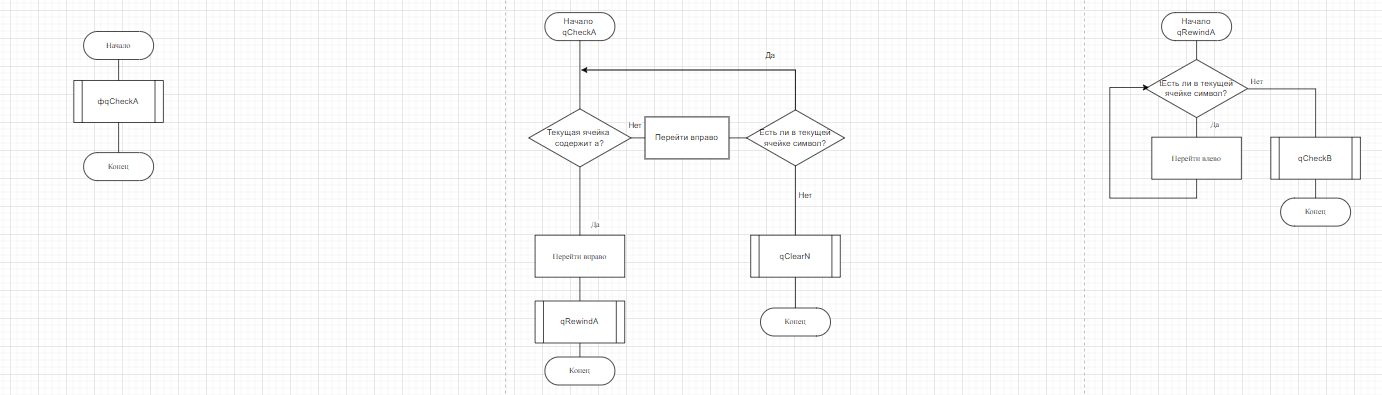 Начало
фqCheckA
Конец
Начало
qCheckA
Да
Текущая ячейка
содержит а?
Нет
Перейти вправо
Есть ли в текущей
ячейке символ?
Нет
Да
Перейти вправо
qClearN
qRewindA
Конец
Конец
Начало
qRewindA
Есть ли в текущей
ячейке символ?
Нет
Да
Перейти влево
qCheckB
Конец